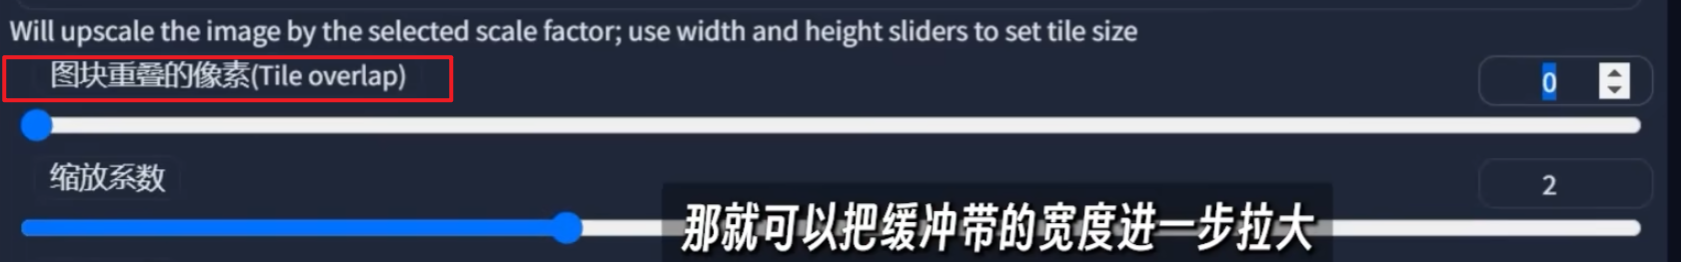 Will upscale the image by the selected scale factor; use width and height sliders to set tile size
图块重叠的像素(Tile overlap)
0
缩放系数
2
那就可以把缓冲带的宽度进一步拉大